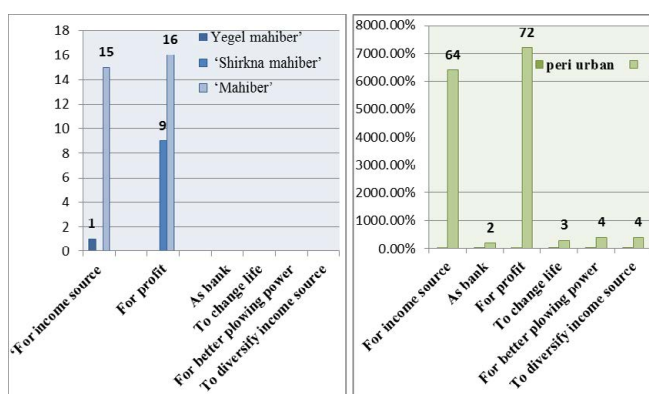 18
16
14
12
10
8
6
4
2
0
15
16
9
1
Yegel mahiber’
‘Shirkna mahiber’
‘Mahiber’
‘For income source
For profit
As bank
To change life
For better plowing power
To diversify income source
8000.00%
7000.00%
6000.00%
5000.00%
4000.00%
3000.00%
2000.00%
1000.00%
0.00%
64
2
72
3
4
4
peri urban
For income source
As bank
For profit
To change life
For better plowing power
To diversify income source